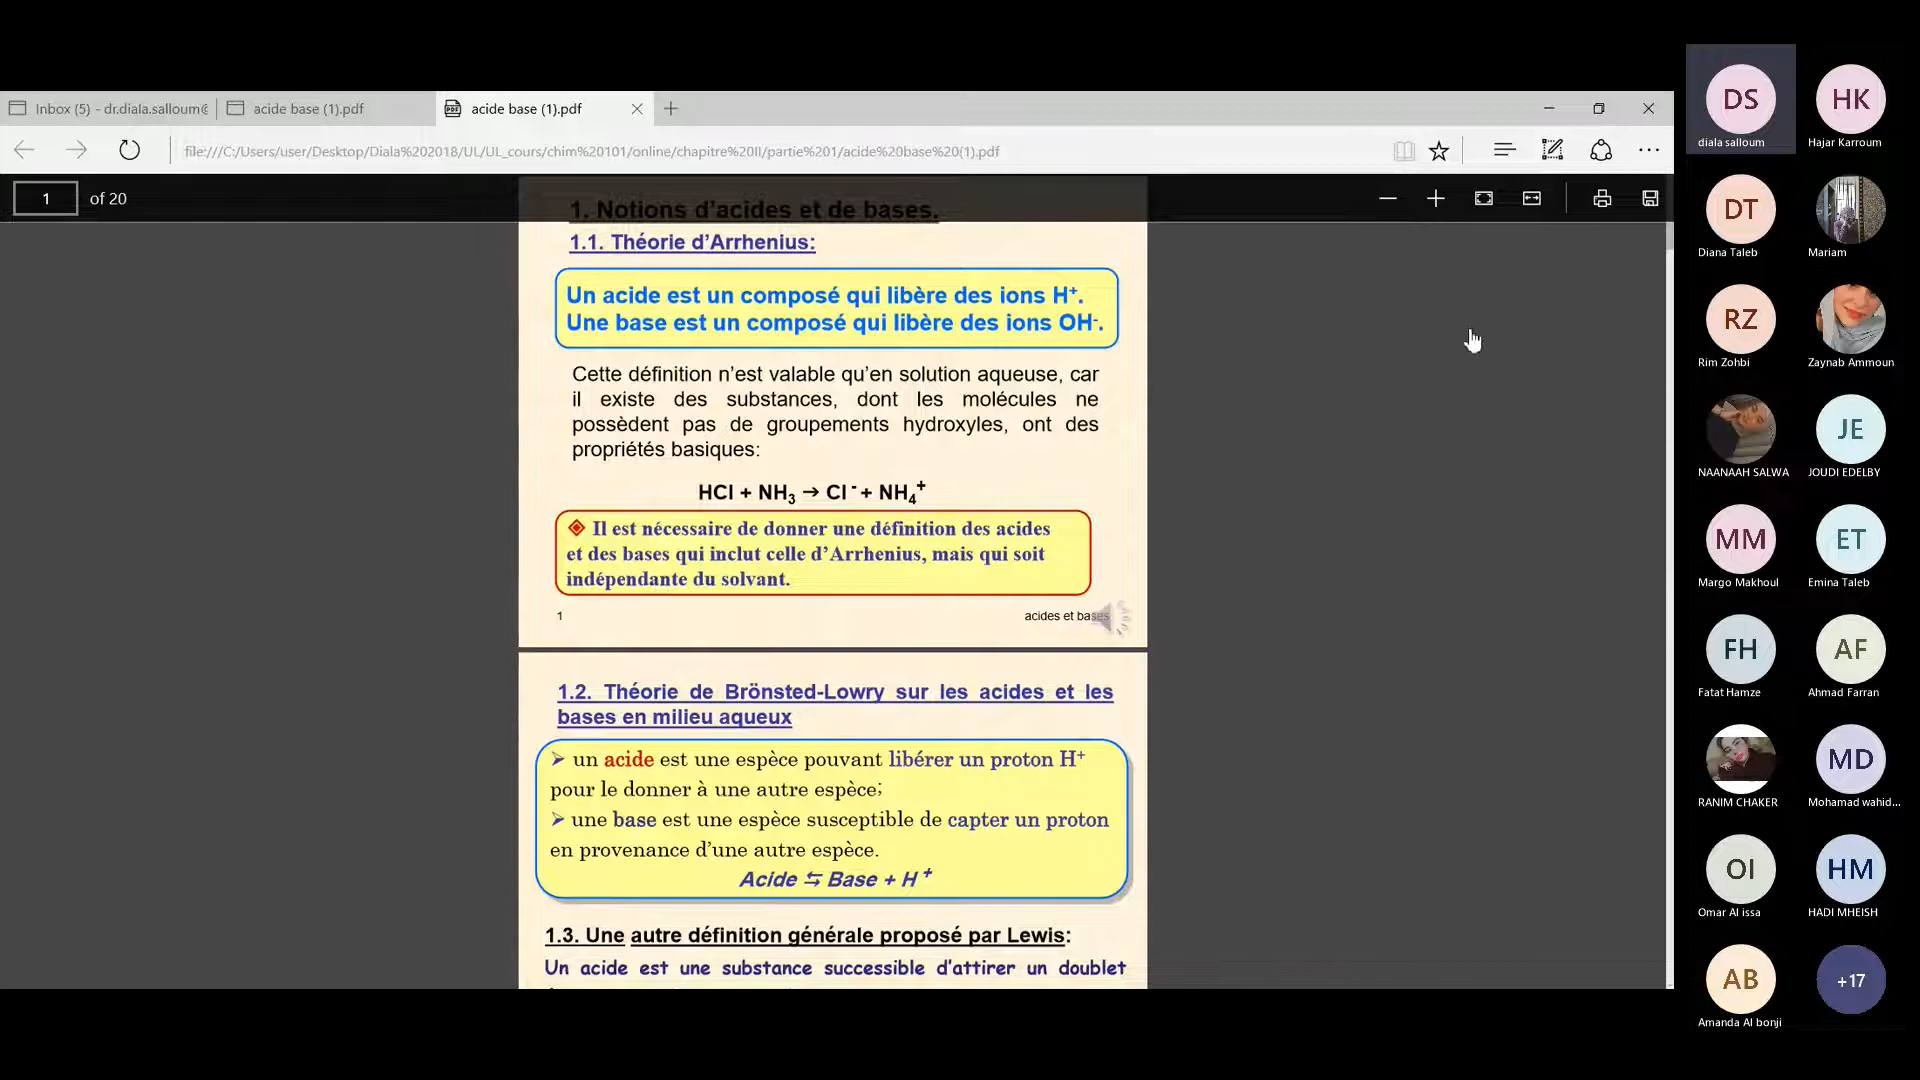 Inbox (5) - dr.diala.salloum@
acide base (1).pdf
acide base (1).pdf
file:///C:/Users/user/Desktop/Diala%202018/UL/UL_cours/chim%20101/online/chapitre%20II/partie%201/acide%20base%20(1).pdf
1 of 20
1. Notions d’acides et de bases.
1.1. Théorie d’Arrhenius:
Un acide est un composé qui libère des ions H⁺.
Une base est un composé qui libère des ions OH⁻.
Cette définition n’est valable qu’en solution aqueuse, car
il existe des substances, dont les molécules ne
possèdent pas de groupements hydroxyles, ont des
propriétés basiques:
HCl + NH₃ → Cl⁻ + NH₄⁺
Il est nécessaire de donner une définition des acides
et des bases qui inclut celle d’Arrhenius, mais qui soit
indépendante du solvant.
1
acides et bases
1.2. Théorie de Brönsted-Lowry sur les acides et les
bases en milieu aqueux
➢ un acide est une espèce pouvant libérer un proton H⁺
pour le donner à une autre espèce;
➢ une base est une espèce susceptible de capter un proton
en provenance d’une autre espèce.
Acide ⇆ Base + H⁺
1.3. Une autre définition générale proposé par Lewis:
Un acide est une substance successible d’attirer un doublet
DS
diala salloum
HK
Hajar Karroum
DT
Diana Taleb
Mariam
RZ
Rim Zohbi
Zaynab Ammoun
NAANAAH SALWA
JE
JOUDI EDELBY
MM
Margo Makhoul
ET
Emina Taleb
FH
Fatat Hamze
AF
Ahmad Farran
RANIM CHAKER
MD
Mohamad wahid...
OI
Omar Al issa
HM
HADI MHEISH
AB
Amanda Al bonji
+17